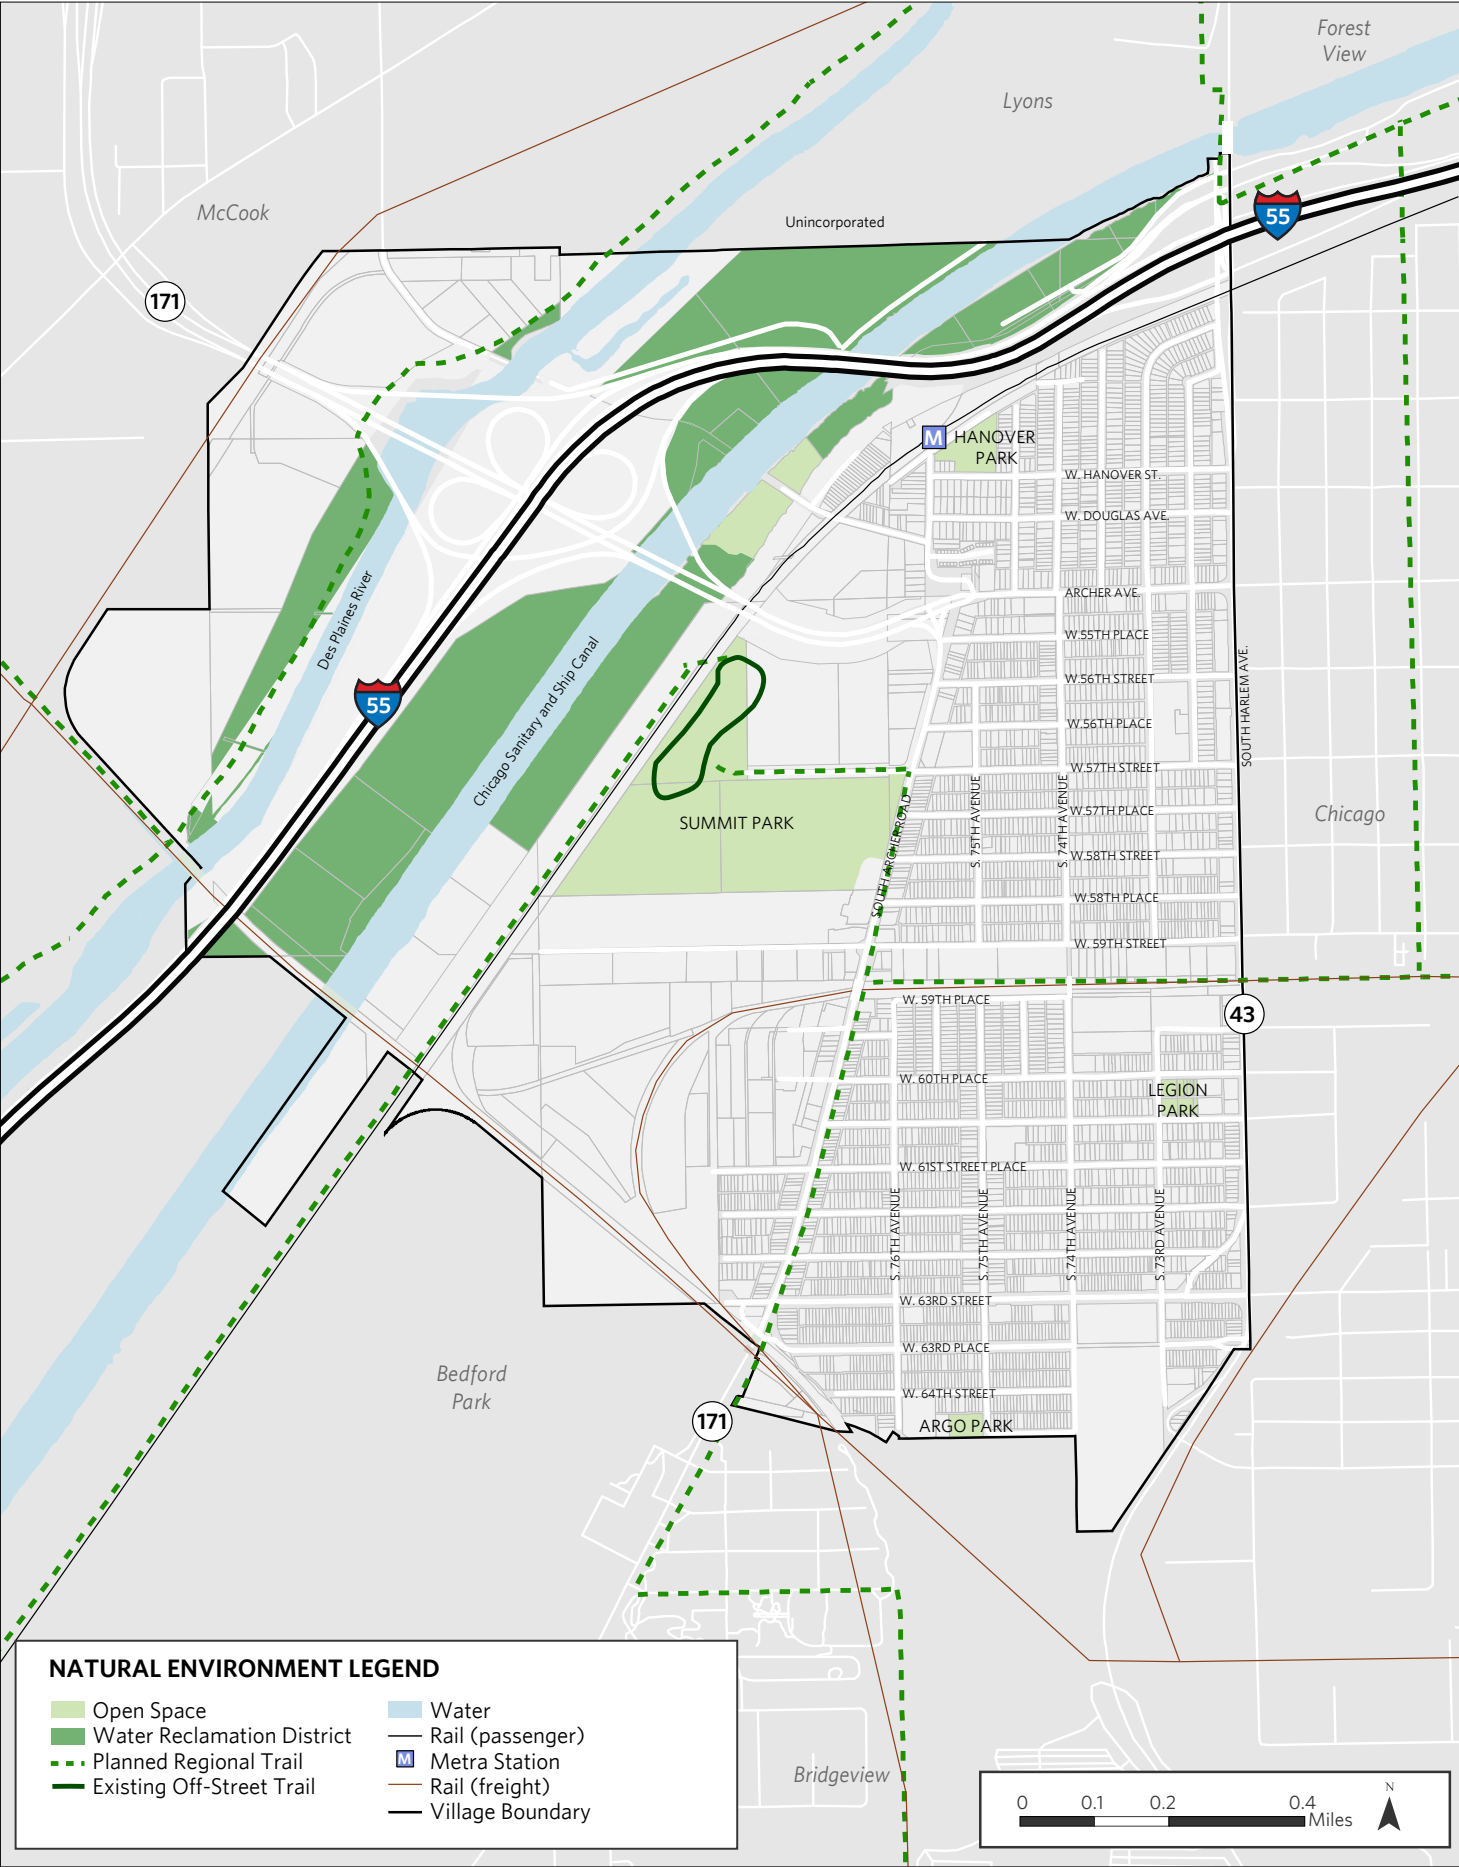 Forest
View
Lyons
McCook
Unincorporated
55
171
M HANOVER
PARK
W. HANOVER ST.
W. DOUGLAS AVE.
ARCHER AVE.
W.55TH PLACE
W.56TH STREET
W.56TH PLACE
W.57TH STREET
W.57TH PLACE
W.58TH STREET
W.58TH PLACE
W. 59TH STREET
Des Plaines River
55
Chicago Sanitary and Ship Canal
SUMMIT PARK
SOUTH ARCHER ROAD
S. 75TH AVENUE
S. 74TH AVENUE
SOUTH HARLEM AVE.
Chicago
W. 59TH PLACE
43
W. 60TH PLACE
LEGION
PARK
W. 61ST STREET PLACE
S. 76TH AVENUE
S. 75TH AVENUE
S. 74TH AVENUE
S. 73RD AVENUE
W. 63RD STREET
W. 63RD PLACE
W. 64TH STREET
ARGO PARK
Bedford
Park
171
Bridgeview
NATURAL ENVIRONMENT LEGEND
Open Space
Water Reclamation District
Planned Regional Trail
Existing Off-Street Trail
Water
Rail (passenger)
M Metra Station
Rail (freight)
Village Boundary
0 0.1 0.2 0.4
Miles
N